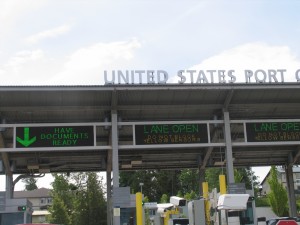 UNITED STATES PORT O
HAVE
DOCUMENTS
READY
LANE OPEN
LANE OPEN